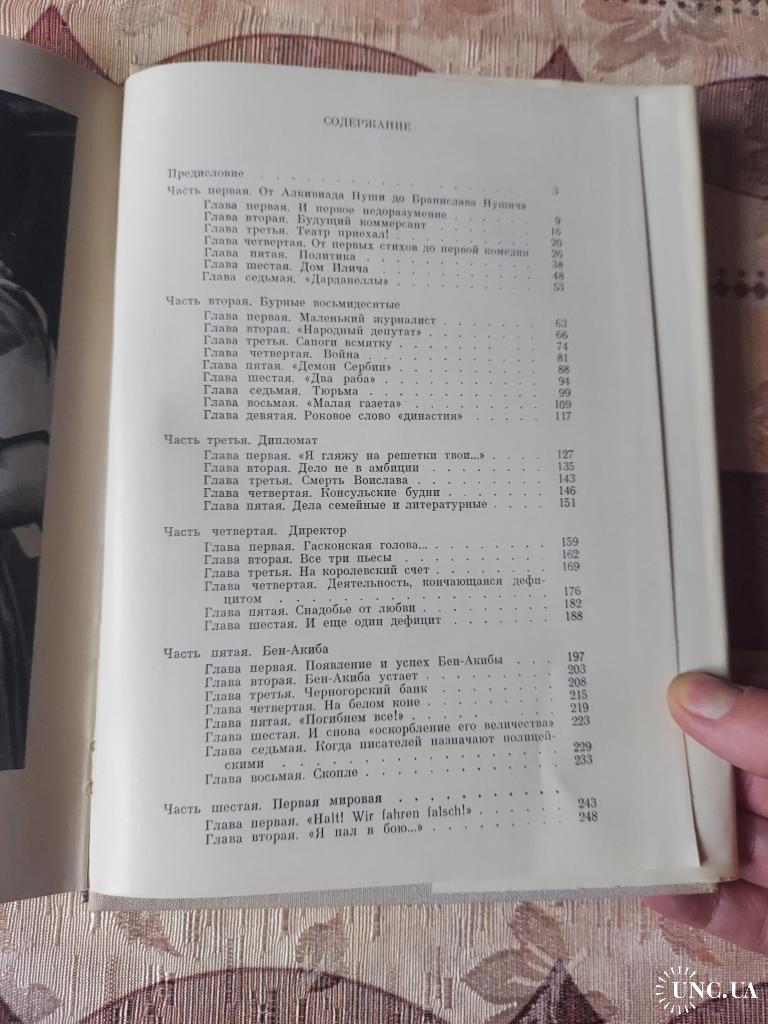 СОДЕРЖАНИЕ
Предисловие . . . . . . . . . . . . . . . . 3
Часть первая. От Алкивиада Нуши до Бранислава Нушича
Глава первая. И первое недоразумение . . . . . . 9
Глава вторая. Будущий коммерсант . . . . . . . 16
Глава третья. Театр приехал! . . . . . . . . . 20
Глава четвертая. От первых стихов до первой комедии 26
Глава пятая. Политика . . . . . . . . . . . 38
Глава шестая. Дом Илича . . . . . . . . . . 48
Глава седьмая. «Дарданеллы» . . . . . . . . . 53
Часть вторая. Бурные восьмидесятые
Глава первая. Маленький журналист . . . . . . . 63
Глава вторая. «Народный депутат» . . . . . . . 66
Глава третья. Сапоги всмятку . . . . . . . . . 74
Глава четвертая. Война . . . . . . . . . . . 81
Глава пятая. «Демон Сербии» . . . . . . . . . 88
Глава шестая. «Два раба» . . . . . . . . . . 94
Глава седьмая. Тюрьма . . . . . . . . . . . 99
Глава восьмая. «Малая газета» . . . . . . . . 109
Глава девятая. Роковое слово «династия» . . . . . 117
Часть третья. Дипломат
Глава первая. «Я гляжу на решетки твои...» . . . . 127
Глава вторая. Дело не в амбиции . . . . . . . . 135
Глава третья. Смерть Воислава . . . . . . . . . 143
Глава четвертая. Консульские будни . . . . . . . 146
Глава пятая. Дела семейные и литературные . . . . 151
Часть четвертая. Директор
Глава первая. Гасконская голова... . . . . . . . 159
Глава вторая. Все три пьесы . . . . . . . . . 162
Глава третья. На королевский счет . . . . . . . 169
Глава четвертая. Деятельность, кончающаяся дефи-
цитом . . . . . . . . . . . . . . . . 176
Глава пятая. Снадобье от любви . . . . . . . . 182
Глава шестая. И еще один дефицит . . . . . . . 188
Часть пятая. Бен-Акиба
Глава первая. Появление и успех Бен-Акибы . . . 197
Глава вторая. Бен-Акиба устает . . . . . . . . 203
Глава третья. Черногорский банк . . . . . . . . 208
Глава четвертая. На белом коне . . . . . . . . 215
Глава пятая. «Погибнем все!» . . . . . . . . . 219
Глава шестая. И снова «оскорбление его величества» 223
Глава седьмая. Когда писателей назначают полицей-
скими . . . . . . . . . . . . . . . . 229
Глава восьмая. Скопле . . . . . . . . . . . 233
Часть шестая. Первая мировая . . . . . . . . .
Глава первая. «Halt! Wir fahren falsch!» . . . . . . 243
Глава вторая. «Я пал в бою...» . . . . . . . . 248
UNC.UA